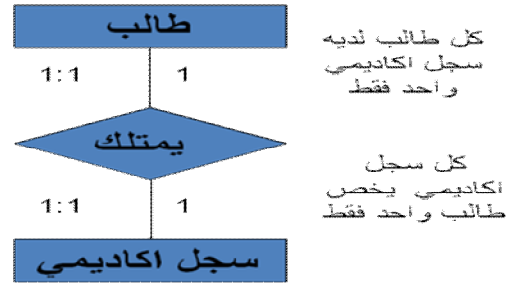 طالب
1:1
1
كل طالب لديه
سجل اكاديمي
واحد فقط
يمتلك
1:1
1
كل سجل
اكاديمي يخص
طالب واحد فقط
سجل اكاديمي